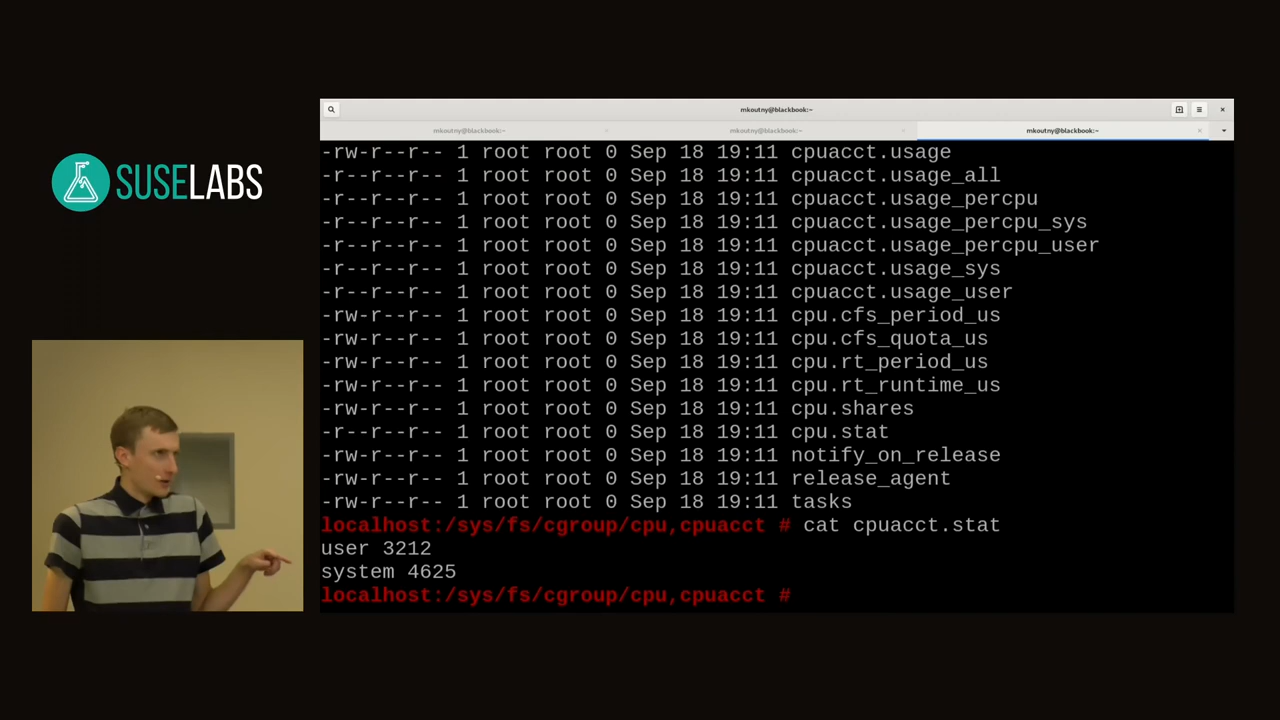 SUSELABS
mkoutny@blackbook:~
mkoutny@blackbook:~ mkoutny@blackbook:~ mkoutny@blackbook:~
-rw-r--r-- 1 root root 0 Sep 18 19:11 cpuacct.usage
-r--r--r-- 1 root root 0 Sep 18 19:11 cpuacct.usage_all
-r--r--r-- 1 root root 0 Sep 18 19:11 cpuacct.usage_percpu
-r--r--r-- 1 root root 0 Sep 18 19:11 cpuacct.usage_percpu_sys
-r--r--r-- 1 root root 0 Sep 18 19:11 cpuacct.usage_percpu_user
-r--r--r-- 1 root root 0 Sep 18 19:11 cpuacct.usage_sys
-r--r--r-- 1 root root 0 Sep 18 19:11 cpuacct.usage_user
-rw-r--r-- 1 root root 0 Sep 18 19:11 cpu.cfs_period_us
-rw-r--r-- 1 root root 0 Sep 18 19:11 cpu.cfs_quota_us
-rw-r--r-- 1 root root 0 Sep 18 19:11 cpu.rt_period_us
-rw-r--r-- 1 root root 0 Sep 18 19:11 cpu.rt_runtime_us
-rw-r--r-- 1 root root 0 Sep 18 19:11 cpu.shares
-r--r--r-- 1 root root 0 Sep 18 19:11 cpu.stat
-rw-r--r-- 1 root root 0 Sep 18 19:11 notify_on_release
-rw-r--r-- 1 root root 0 Sep 18 19:11 release_agent
-rw-r--r-- 1 root root 0 Sep 18 19:11 tasks
localhost:/sys/fs/cgroup/cpu,cpuacct # cat cpuacct.stat
user 3212
system 4625
localhost:/sys/fs/cgroup/cpu,cpuacct #